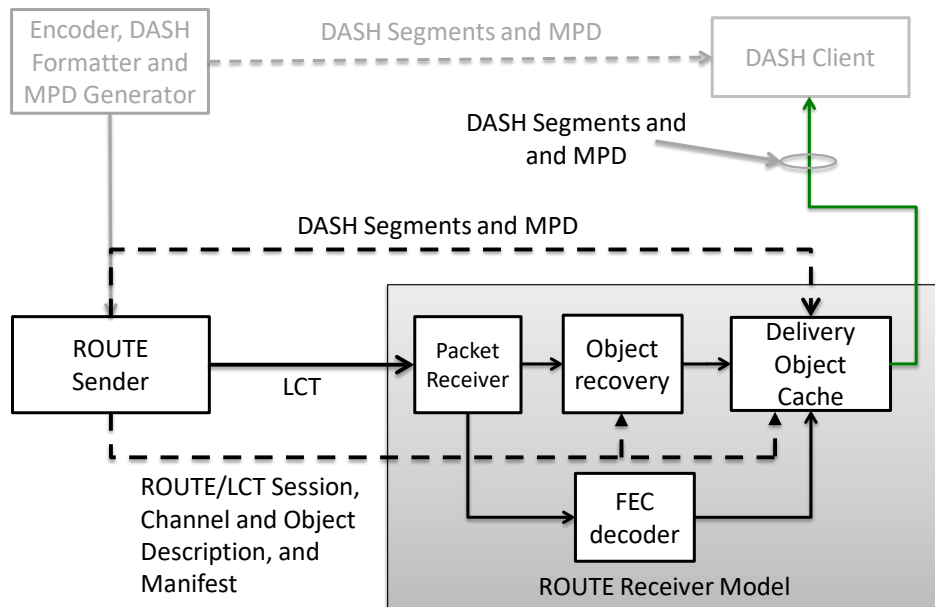 Encoder, DASH
Formatter and
MPD Generator
DASH Segments and MPD
DASH Client
DASH Segments and
and MPD
DASH Segments and MPD
ROUTE
Sender
LCT
Packet
Receiver
Object
recovery
Delivery
Object
Cache
ROUTE/LCT Session,
Channel and Object
Description, and
Manifest
FEC
decoder
ROUTE Receiver Model